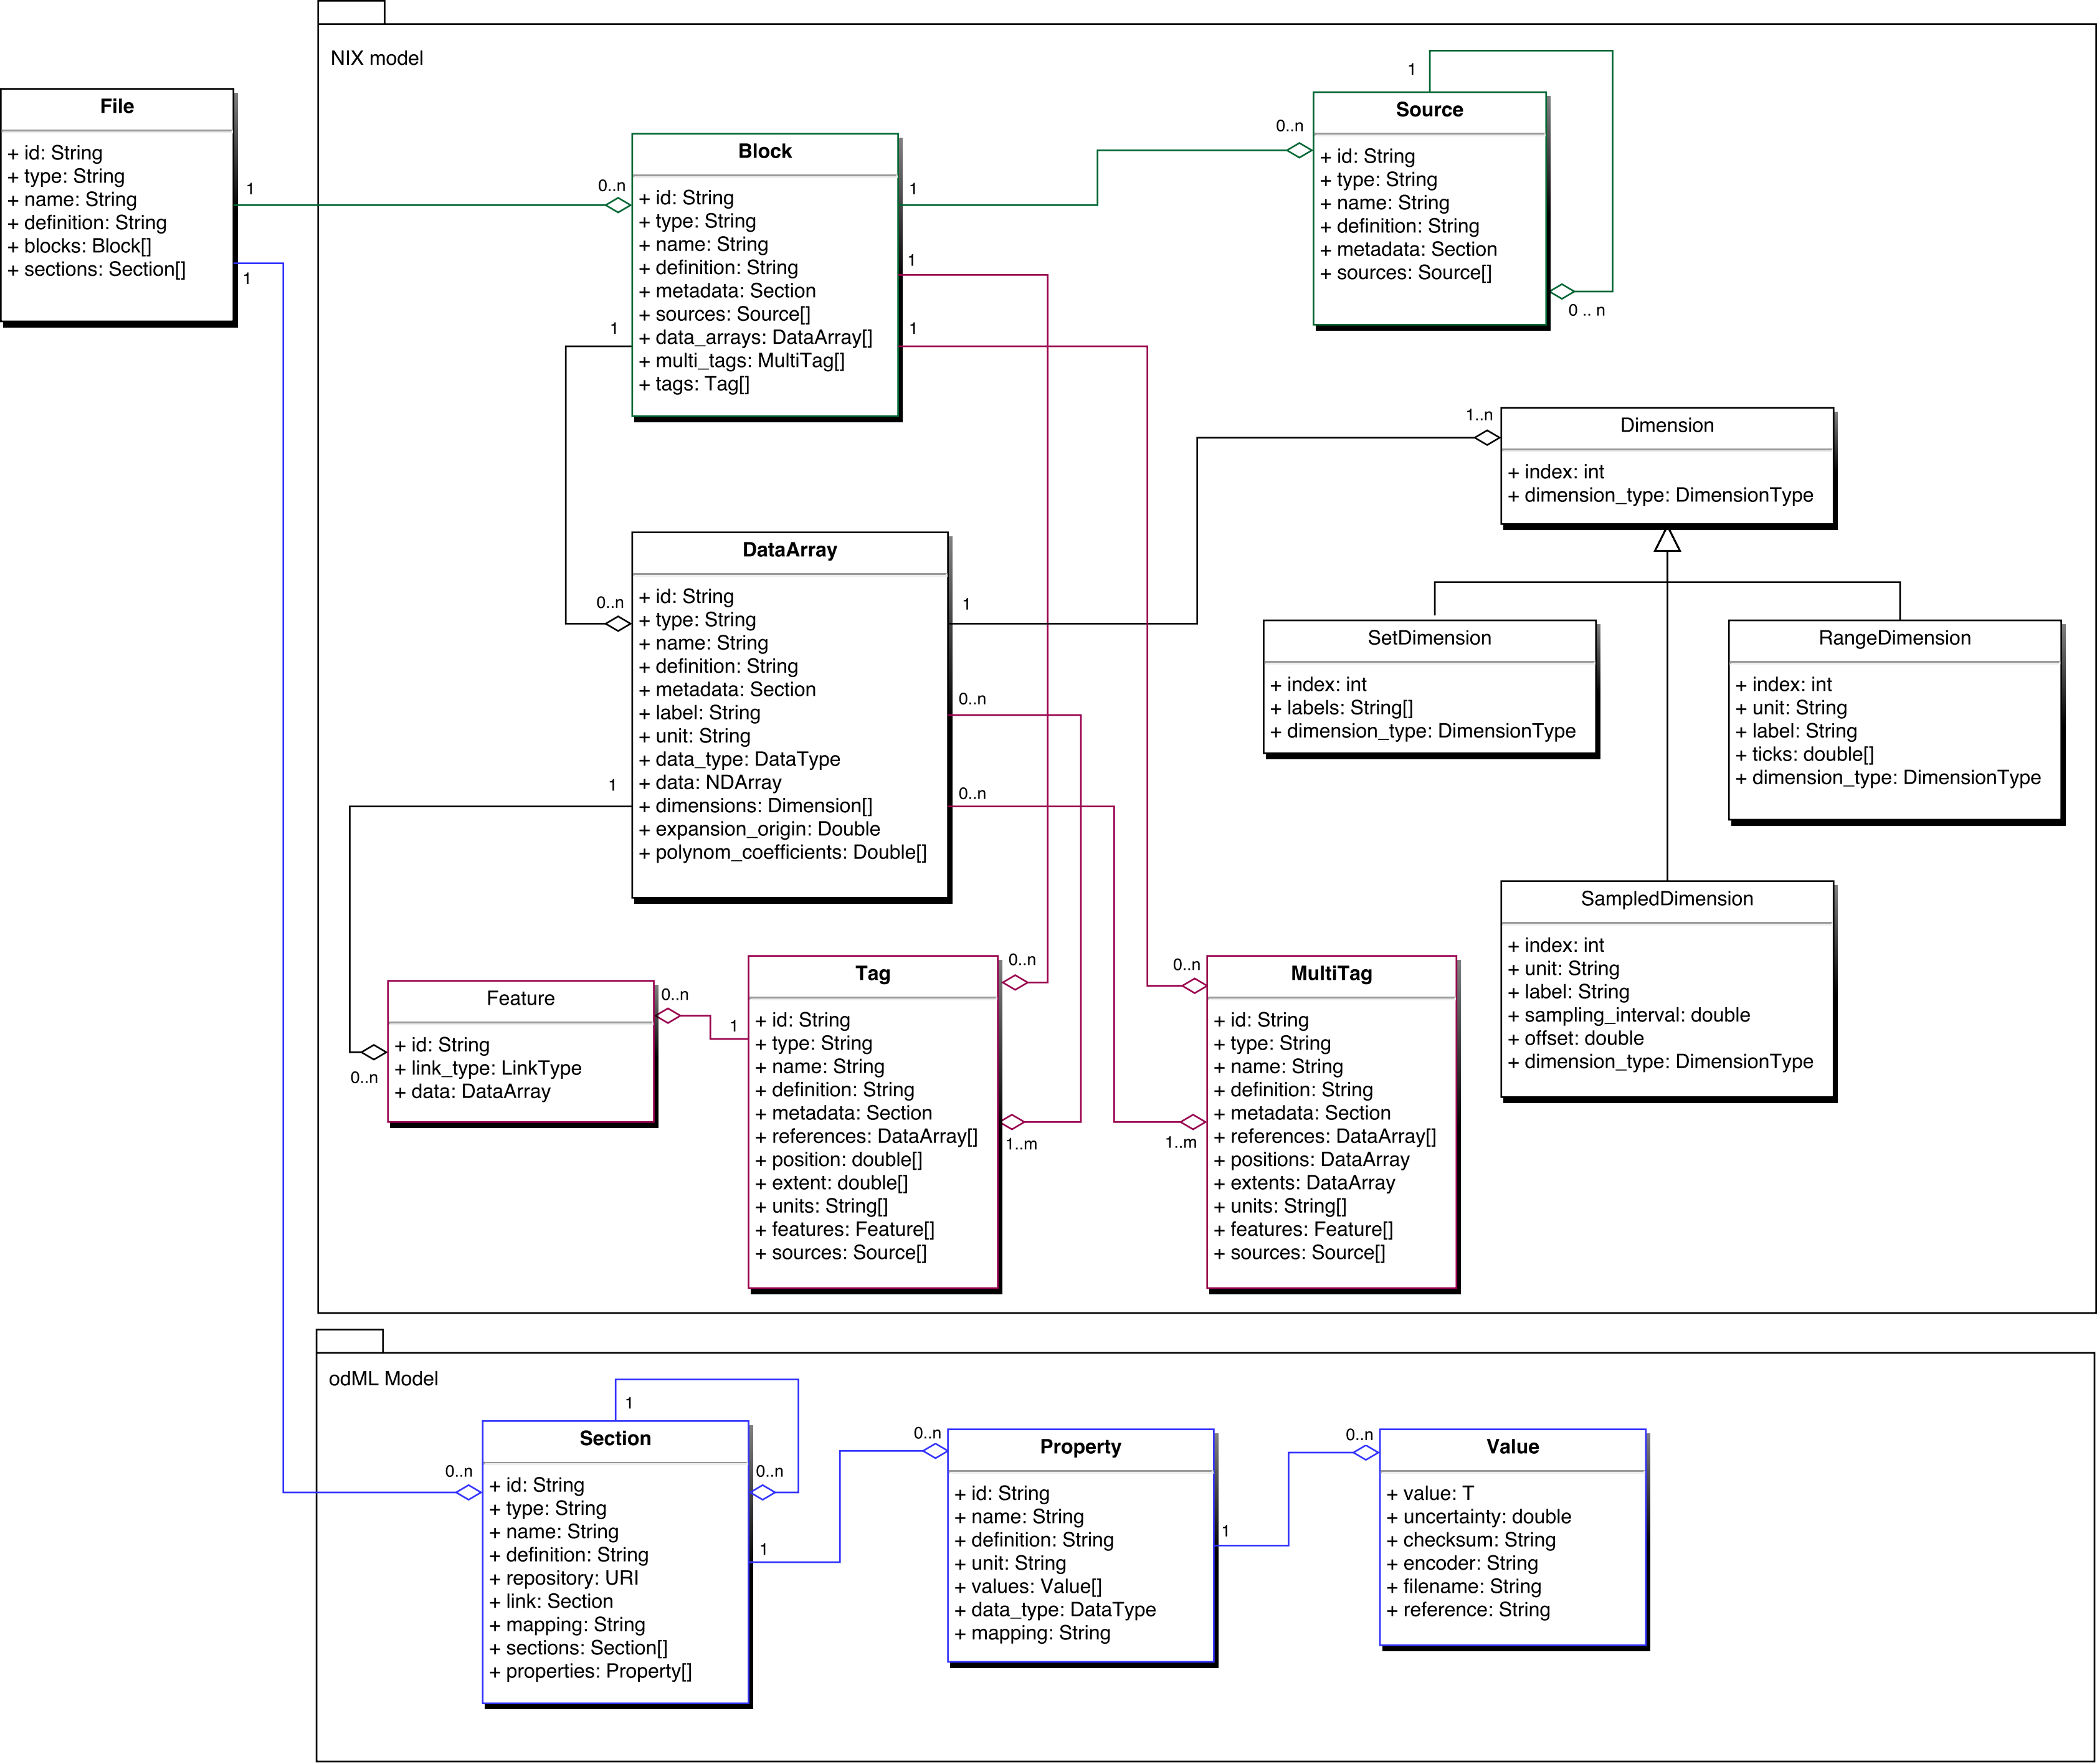 NIX model
File
+ id: String
+ type: String
+ name: String
+ definition: String
+ blocks: Block[]
+ sections: Section[]
1
1
0..n
Block
+ id: String
+ type: String
+ name: String
+ definition: String
+ metadata: Section
+ sources: Source[]
+ data_arrays: DataArray[]
+ multi_tags: MultiTag[]
+ tags: Tag[]
1
1
1
1
0..n
1
Source
+ id: String
+ type: String
+ name: String
+ definition: String
+ metadata: Section
+ sources: Source[]
0 .. n
1..n
Dimension
+ index: int
+ dimension_type: DimensionType
0..n
DataArray
+ id: String
+ type: String
+ name: String
+ definition: String
+ metadata: Section
+ label: String
+ unit: String
+ data_type: DataType
+ data: NDArray
+ dimensions: Dimension[]
+ expansion_origin: Double
+ polynom_coefficients: Double[]
1
0..n
0..n
1
SetDimension
+ index: int
+ labels: String[]
+ dimension_type: DimensionType
RangeDimension
+ index: int
+ unit: String
+ label: String
+ ticks: double[]
+ dimension_type: DimensionType
SampledDimension
+ index: int
+ unit: String
+ label: String
+ sampling_interval: double
+ offset: double
+ dimension_type: DimensionType
Feature
+ id: String
+ link_type: LinkType
+ data: DataArray
0..n
0..n
1
Tag
+ id: String
+ type: String
+ name: String
+ definition: String
+ metadata: Section
+ references: DataArray[]
+ position: double[]
+ extent: double[]
+ units: String[]
+ features: Feature[]
+ sources: Source[]
0..n
1..m
0..n
1..m
MultiTag
+ id: String
+ type: String
+ name: String
+ definition: String
+ metadata: Section
+ references: DataArray[]
+ positions: DataArray
+ extents: DataArray
+ units: String[]
+ features: Feature[]
+ sources: Source[]
odML Model
0..n
1
0..n
Section
+ id: String
+ type: String
+ name: String
+ definition: String
+ repository: URI
+ link: Section
+ mapping: String
+ sections: Section[]
+ properties: Property[]
1
0..n
Property
+ id: String
+ name: String
+ definition: String
+ unit: String
+ values: Value[]
+ data_type: DataType
+ mapping: String
1
0..n
Value
+ value: T
+ uncertainty: double
+ checksum: String
+ encoder: String
+ filename: String
+ reference: String